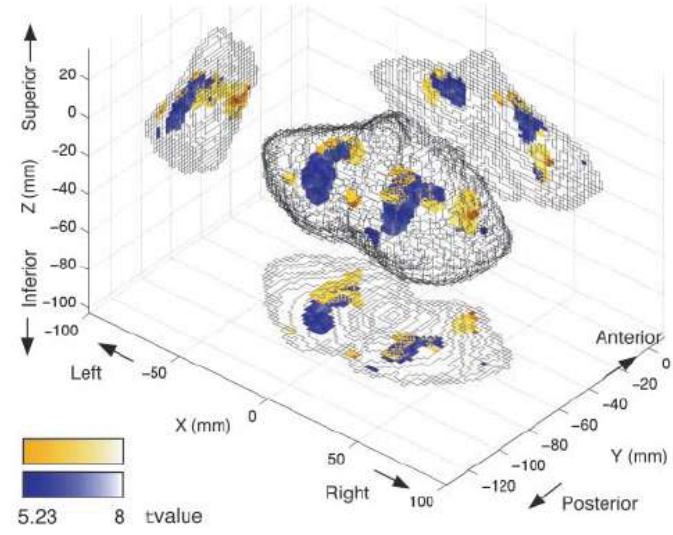 Superior
Z (mm)
Inferior
20
0
-20
-40
-60
-80
-100
-100
-50
0
50
100
Left
X (mm)
Right
Anterior
0
-20
-40
-60
-80
-100
-120
Y (mm)
Posterior
5.23 8 tvalue